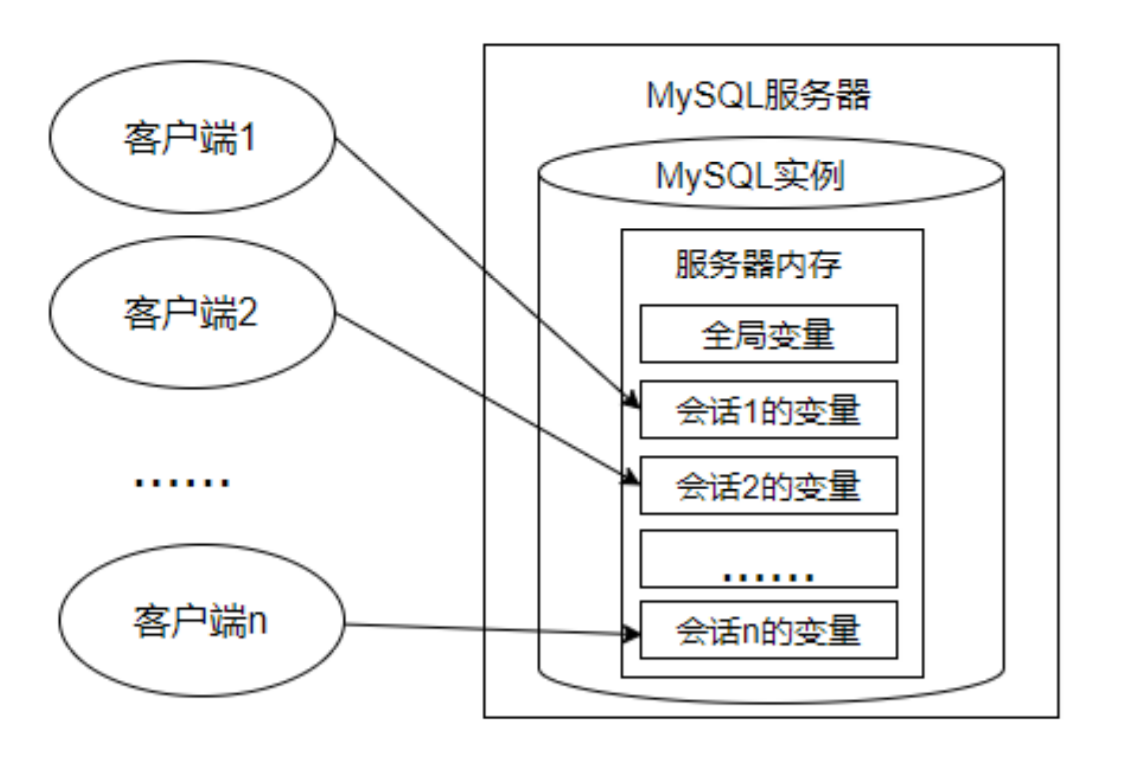 客户端1
客户端2
......
客户端n
MySQL服务器
MySQL实例
服务器内存
全局变量
会话1的变量
会话2的变量
......
会话n的变量